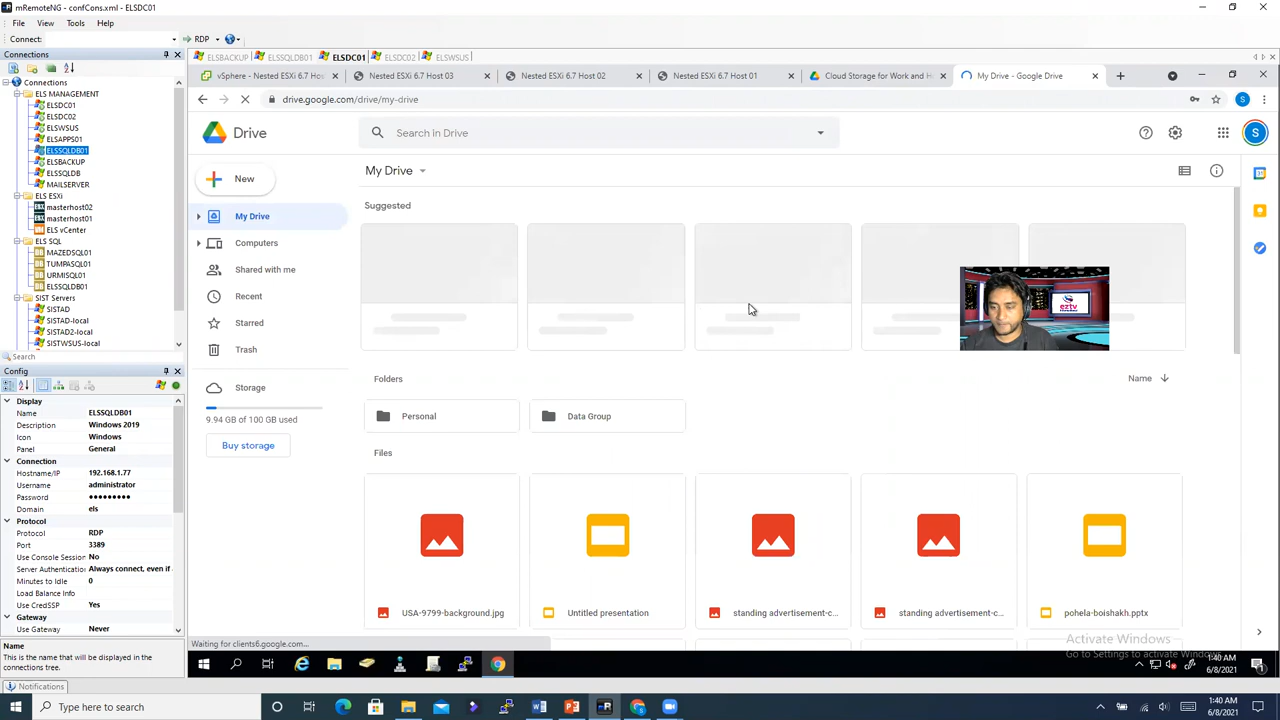 mRemoteNG - confCons.xml - ELSDC01
File View Tools Help
Connect: RDP
Connections
ELSBACKUP ELSSQLDB01 ELSDC01 ELSDC02 ELSWSUS
vSphere - Nested ESXi 6.7 Hos Nested ESXi 6.7 Host 03 Nested ESXi 6.7 Host 02 Nested ESXi 6.7 Host 01 Cloud Storage for Work and H My Drive - Google Drive
drive.google.com/drive/my-drive
Connections
ELS MANAGEMENT
ELSDC01
ELSDC02
ELSWSUS
ELSAPPS01
ELSSQLDB01
ELSBACKUP
ELSSQLDB
MAILSERVER
ELS ESXi
masterhost02
masterhost01
ELS vCenter
ELS SQL
MAZEDSQL01
TUMPASQL01
URMISQL01
ELSSQLDB01
SIST Servers
SISTAD
SISTAD-local
SISTAD2-local
SISTWSUS-local
Search
Config
Display
Name ELSSQLDB01
Description Windows 2019
Icon Windows
Panel General
Connection
Hostname/IP 192.168.1.77
Username administrator
Password •••••••••
Domain els
Protocol
Protocol RDP
Port 3389
Use Console Session No
Server Authentication Always connect, even if
Minutes to Idle 0
Load Balance Info
Use CredSSP Yes
Gateway
Use Gateway Never
Name
This is the name that will be displayed in the connections tree.
Notifications
Drive
Search in Drive
S
S
New
My Drive
Computers
Shared with me
Recent
Starred
Trash
Storage
9.94 GB of 100 GB used
Buy storage
My Drive
Suggested
eztv
Folders Name
Personal Data Group
Files
USA-9799-background.jpg Untitled presentation standing advertisement-c... standing advertisement-c... pohela-boishakh.pptx
Waiting for clients6.google.com...
Activate Windows
Go to Settings to activate Windows.
1:40 AM
6/8/2021
1
Type here to search
1:40 AM
6/8/2021